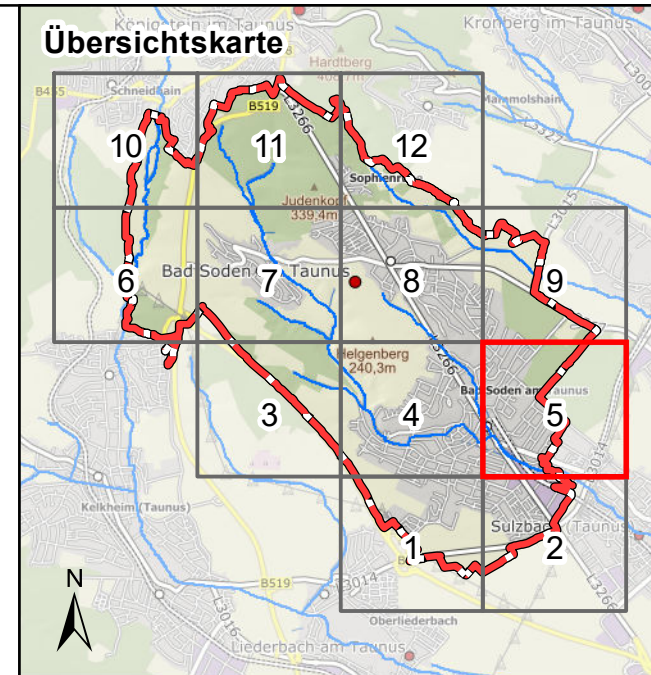 Königstein im Taunus
Kronberg im Taunus
Übersichtskarte
Hardtberg
B455
Schneidhain
B519
L3266
Mammolshain
L3327
L3015
10
11
12
Judenkopf
339,4m
6
Bad Soden am Taunus
7
8
9
Helgenberg
240,3m
L3266
Bad Soden am Taunus
3
4
5
L3014
Kelkheim (Taunus)
Sulzbach (Taunus)
1
2
N
B519
L3014
L3266
L3016
Oberliederbach
Liederbach am Taunus